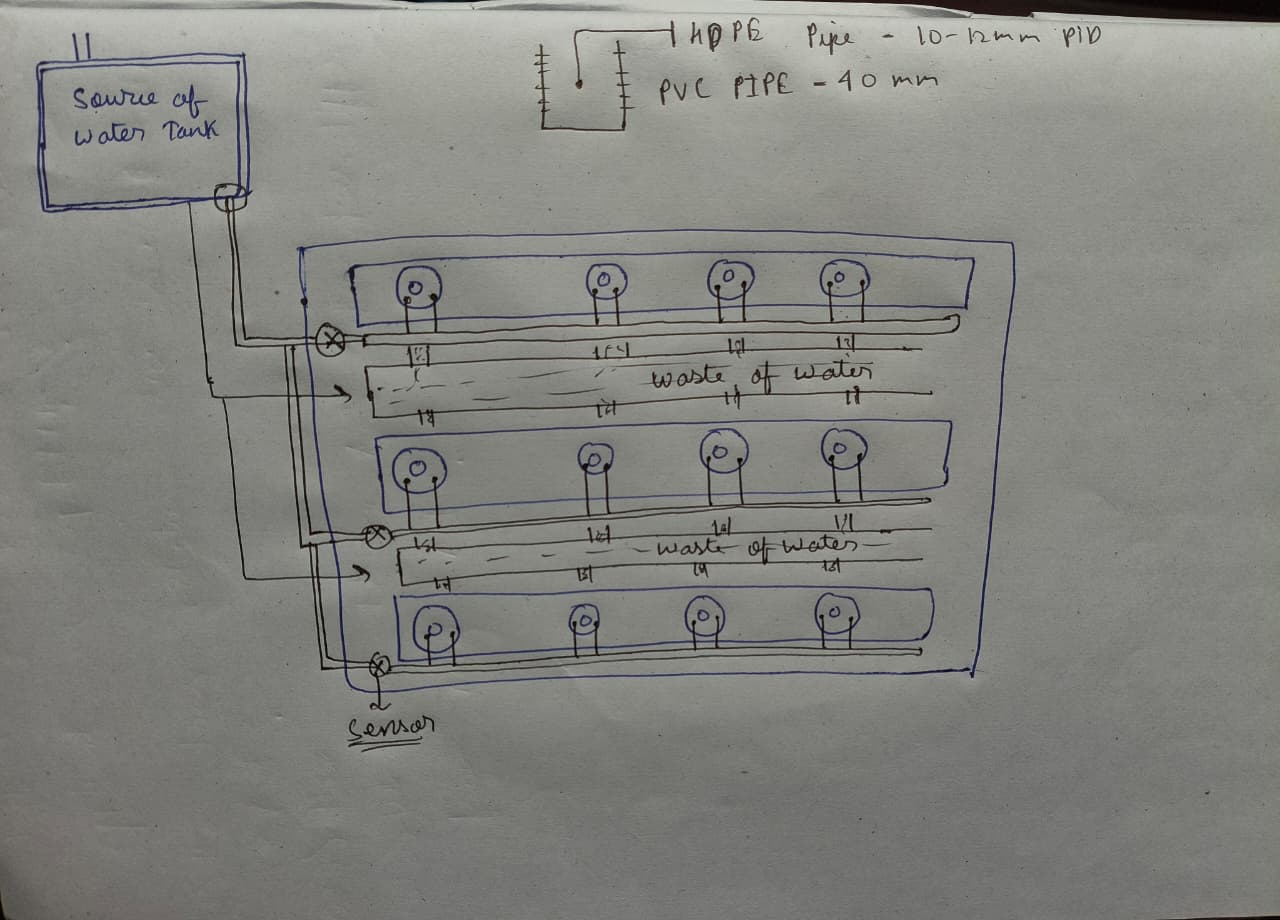 HDPE Pipe - 10-12mm PID
PVC PIPE - 40 mm
Source of
water Tank
waste of water
waste of water
Sensor